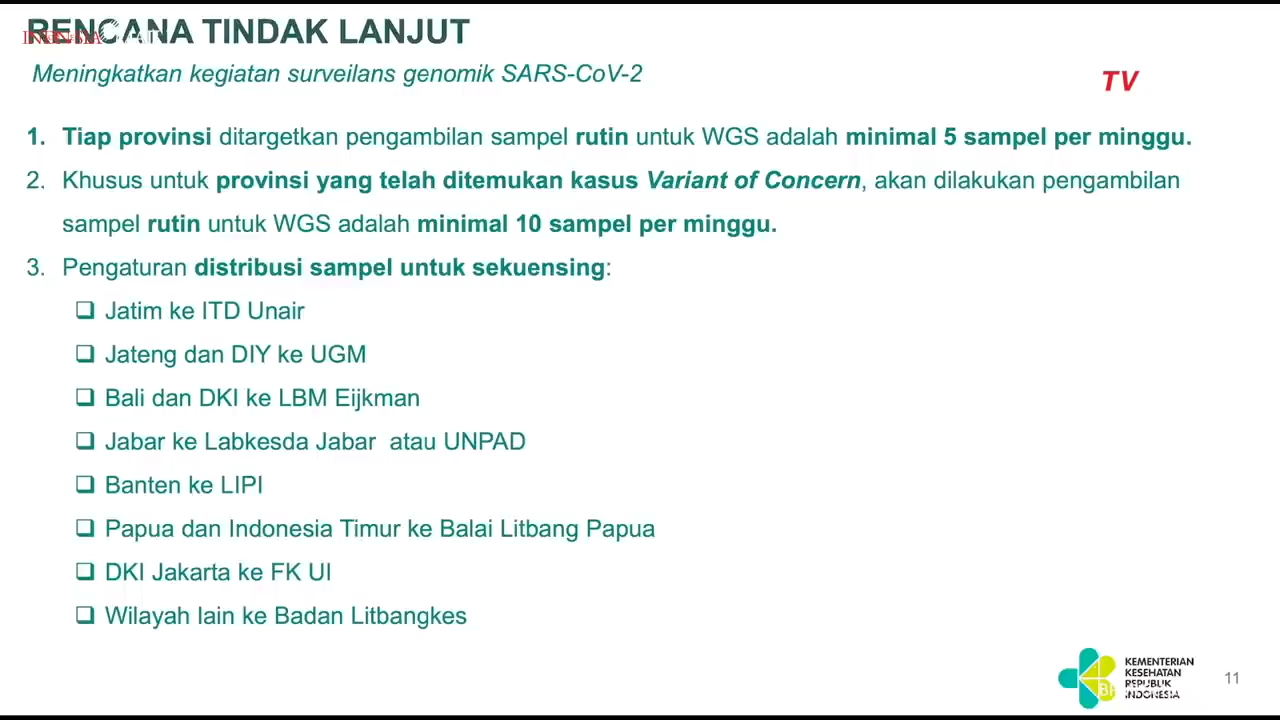 RENCANA TINDAK LANJUT
Meningkatkan kegiatan surveilans genomik SARS-CoV-2
TV
1. Tiap provinsi ditargetkan pengambilan sampel rutin untuk WGS adalah minimal 5 sampel per minggu.
2. Khusus untuk provinsi yang telah ditemukan kasus Variant of Concern, akan dilakukan pengambilan
sampel rutin untuk WGS adalah minimal 10 sampel per minggu.
3. Pengaturan distribusi sampel untuk sekuensing:
❑ Jatim ke ITD Unair
❑ Jateng dan DIY ke UGM
❑ Bali dan DKI ke LBM Eijkman
❑ Jabar ke Labkesda Jabar  atau UNPAD
❑ Banten ke LIPI
❑ Papua dan Indonesia Timur ke Balai Litbang Papua
❑ DKI Jakarta ke FK UI
❑ Wilayah lain ke Badan Litbangkes
KEMENTERIAN
KESEHATAN
REPUBLIK
INDONESIA
11